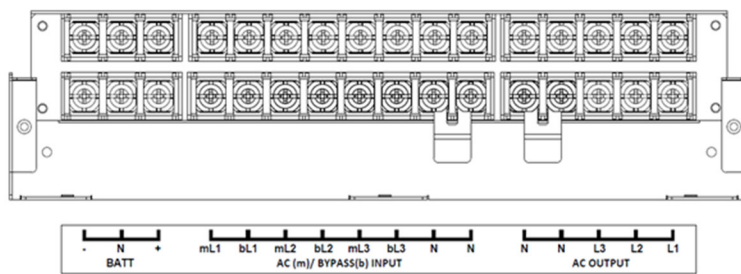 - N + mL1 bL1 mL2 bL2 mL3 bL3 N N N N L3 L2 L1
BATT AC (m)/ BYPASS(b) INPUT AC OUTPUT